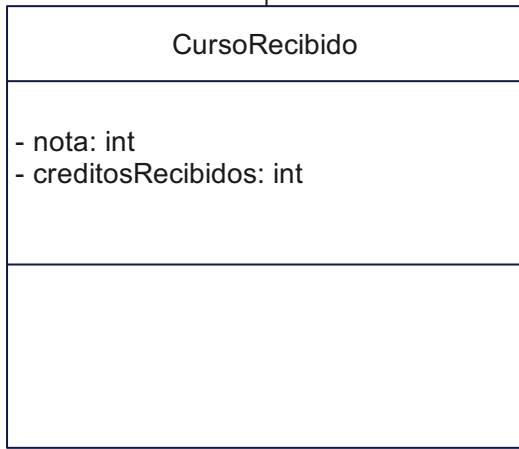 CursoRecibido
- nota: int
- creditosRecibidos: int